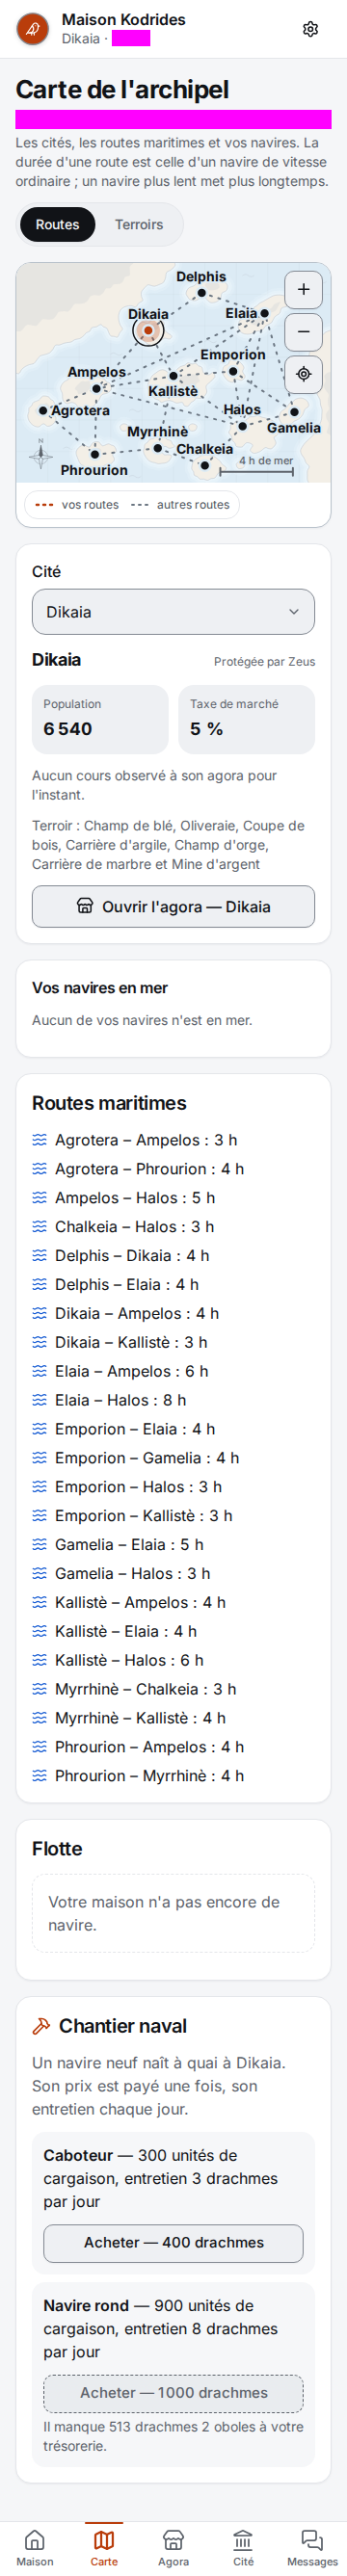 Maison Kodrides
Dikaia ·
Carte de l'archipel
Les cités, les routes maritimes et vos navires. La
durée d'une route est celle d'un navire de vitesse
ordinaire ; un navire plus lent met plus longtemps.
Routes
Terroirs
Delphis
Dikaia
Elaia
Emporion
Ampelos
Kallistè
Agrotera
Halos
Gamelia
Myrrhinè
Chalkeia
N
Phrourion
4 h de mer
vos routes
autres routes
Cité
Dikaia
Dikaia
Protégée par Zeus
Population
6 540
Taxe de marché
5 %
Aucun cours observé à son agora pour
l'instant.
Terroir : Champ de blé, Oliveraie, Coupe de
bois, Carrière d'argile, Champ d'orge,
Carrière de marbre et Mine d'argent
Ouvrir l'agora — Dikaia
Vos navires en mer
Aucun de vos navires n'est en mer.
Routes maritimes
Agrotera – Ampelos : 3 h
Agrotera – Phrourion : 4 h
Ampelos – Halos : 5 h
Chalkeia – Halos : 3 h
Delphis – Dikaia : 4 h
Delphis – Elaia : 4 h
Dikaia – Ampelos : 4 h
Dikaia – Kallistè : 3 h
Elaia – Ampelos : 6 h
Elaia – Halos : 8 h
Emporion – Elaia : 4 h
Emporion – Gamelia : 4 h
Emporion – Halos : 3 h
Emporion – Kallistè : 3 h
Gamelia – Elaia : 5 h
Gamelia – Halos : 3 h
Kallistè – Ampelos : 4 h
Kallistè – Elaia : 4 h
Kallistè – Halos : 6 h
Myrrhinè – Chalkeia : 3 h
Myrrhinè – Kallistè : 4 h
Phrourion – Ampelos : 4 h
Phrourion – Myrrhinè : 4 h
Flotte
Votre maison n'a pas encore de
navire.
Chantier naval
Un navire neuf naît à quai à Dikaia.
Son prix est payé une fois, son
entretien chaque jour.
Caboteur — 300 unités de
cargaison, entretien 3 drachmes
par jour
Acheter — 400 drachmes
Navire rond — 900 unités de
cargaison, entretien 8 drachmes
par jour
Acheter — 1 000 drachmes
Il manque 513 drachmes 2 oboles à votre
trésorerie.
Maison
Carte
Agora
Cité
Messages